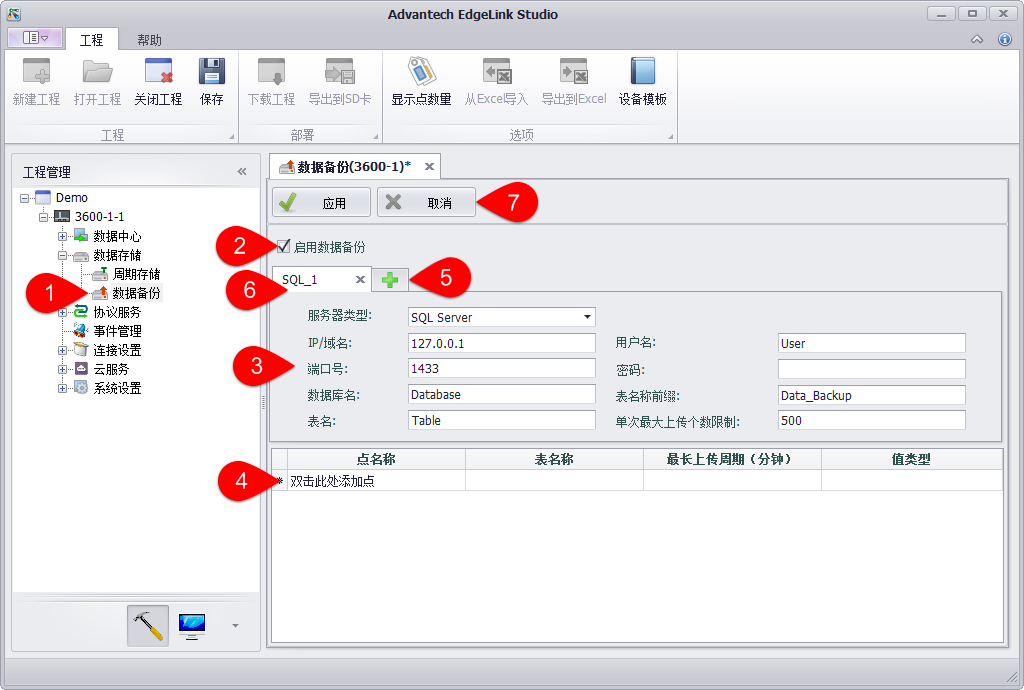 Advantech EdgeLink Studio
工程 帮助
新建工程 打开工程 关闭工程 保存 下载工程 导出到SD卡 显示点数量 从Excel导入 导出到Excel 设备模板
工程 部署 选项
工程管理
Demo
3600-1-1
数据中心
数据存储
周期存储
1 数据备份
协议服务
事件管理
连接设置
云服务
系统设置
数据备份(3600-1)*
应用 取消 7
2 启用数据备份
6 SQL_1 5
服务器类型: SQL Server
IP/域名: 127.0.0.1 用户名: User
3 端口号: 1433 密码:
数据库名: Database 表名称前缀: Data_Backup
表名: Table 单次最大上传个数限制: 500
点名称 表名称 最长上传周期（分钟） 值类型
4 * 双击此处添加点